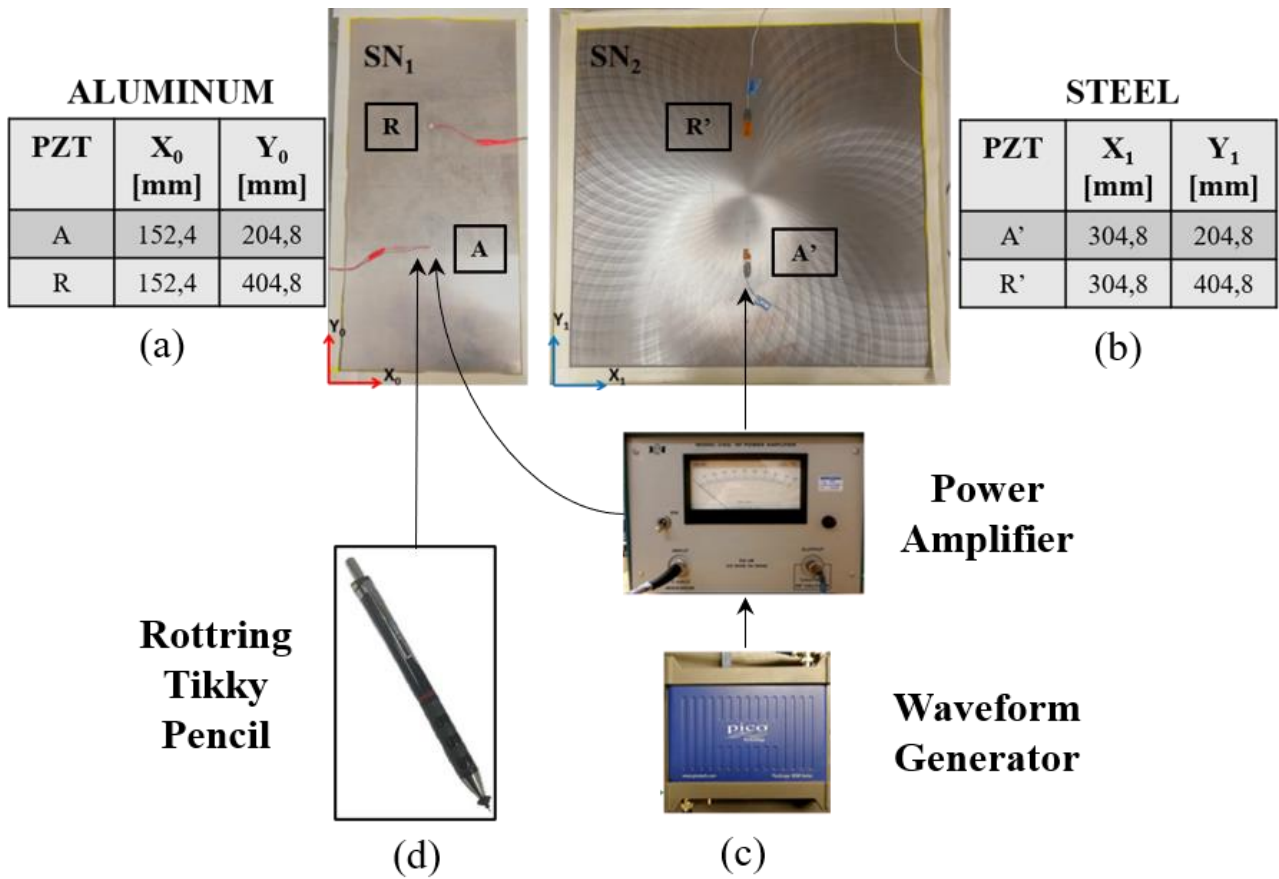 ALUMINUM
PZT X₀ [mm] Y₀ [mm]
A 152,4 204,8
R 152,4 404,8
(a)
SN₁
R
A
Y₀
X₀
SN₂
R’
A’
Y₁
X₁
STEEL
PZT X₁ [mm] Y₁ [mm]
A’ 304,8 204,8
R’ 304,8 404,8
(b)
Power
Amplifier
Rottring
Tikky
Pencil
(d)
pico
Waveform
Generator
(c)